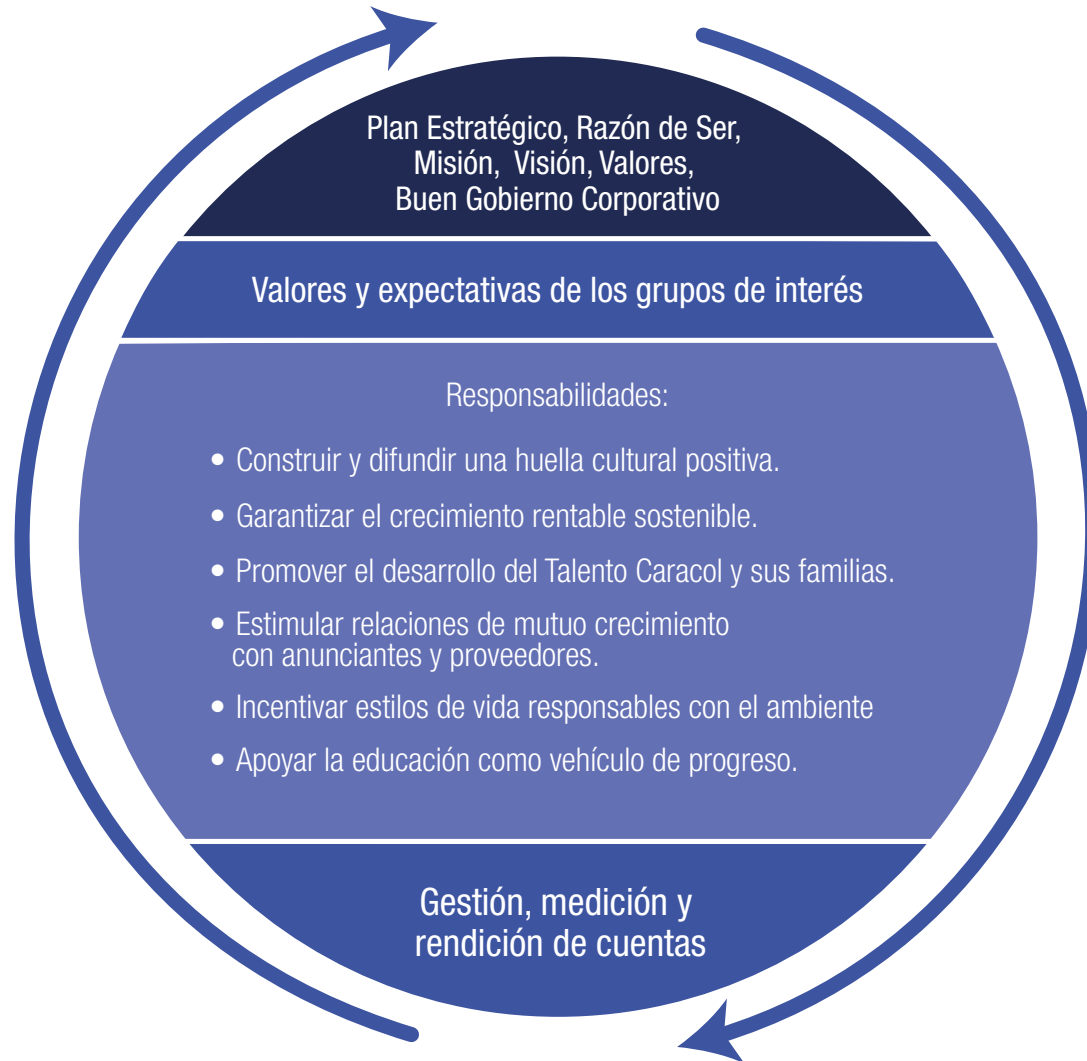 Plan Estratégico, Razón de Ser,
Misión, Visión, Valores,
Buen Gobierno Corporativo
Valores y expectativas de los grupos de interés
Responsabilidades:
• Construir y difundir una huella cultural positiva.
• Garantizar el crecimiento rentable sostenible.
• Promover el desarrollo del Talento Caracol y sus familias.
• Estimular relaciones de mutuo crecimiento
con anunciantes y proveedores.
• Incentivar estilos de vida responsables con el ambiente
• Apoyar la educación como vehículo de progreso.
Gestión, medición y
rendición de cuentas